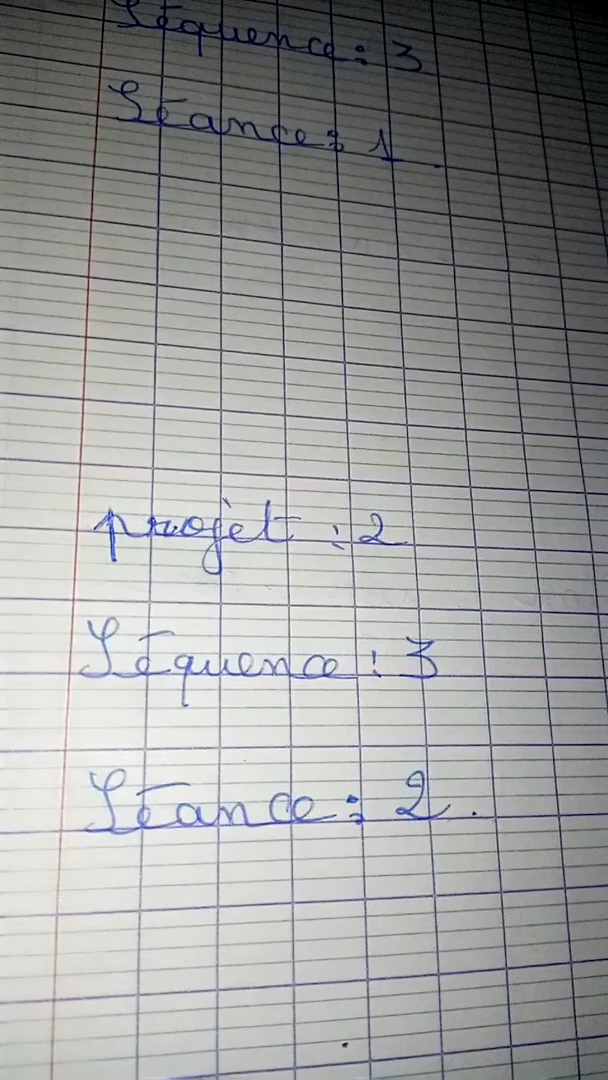 Séquence : 3
Séance : 1.
projet : 2
Séquence : 3
Séance : 2.